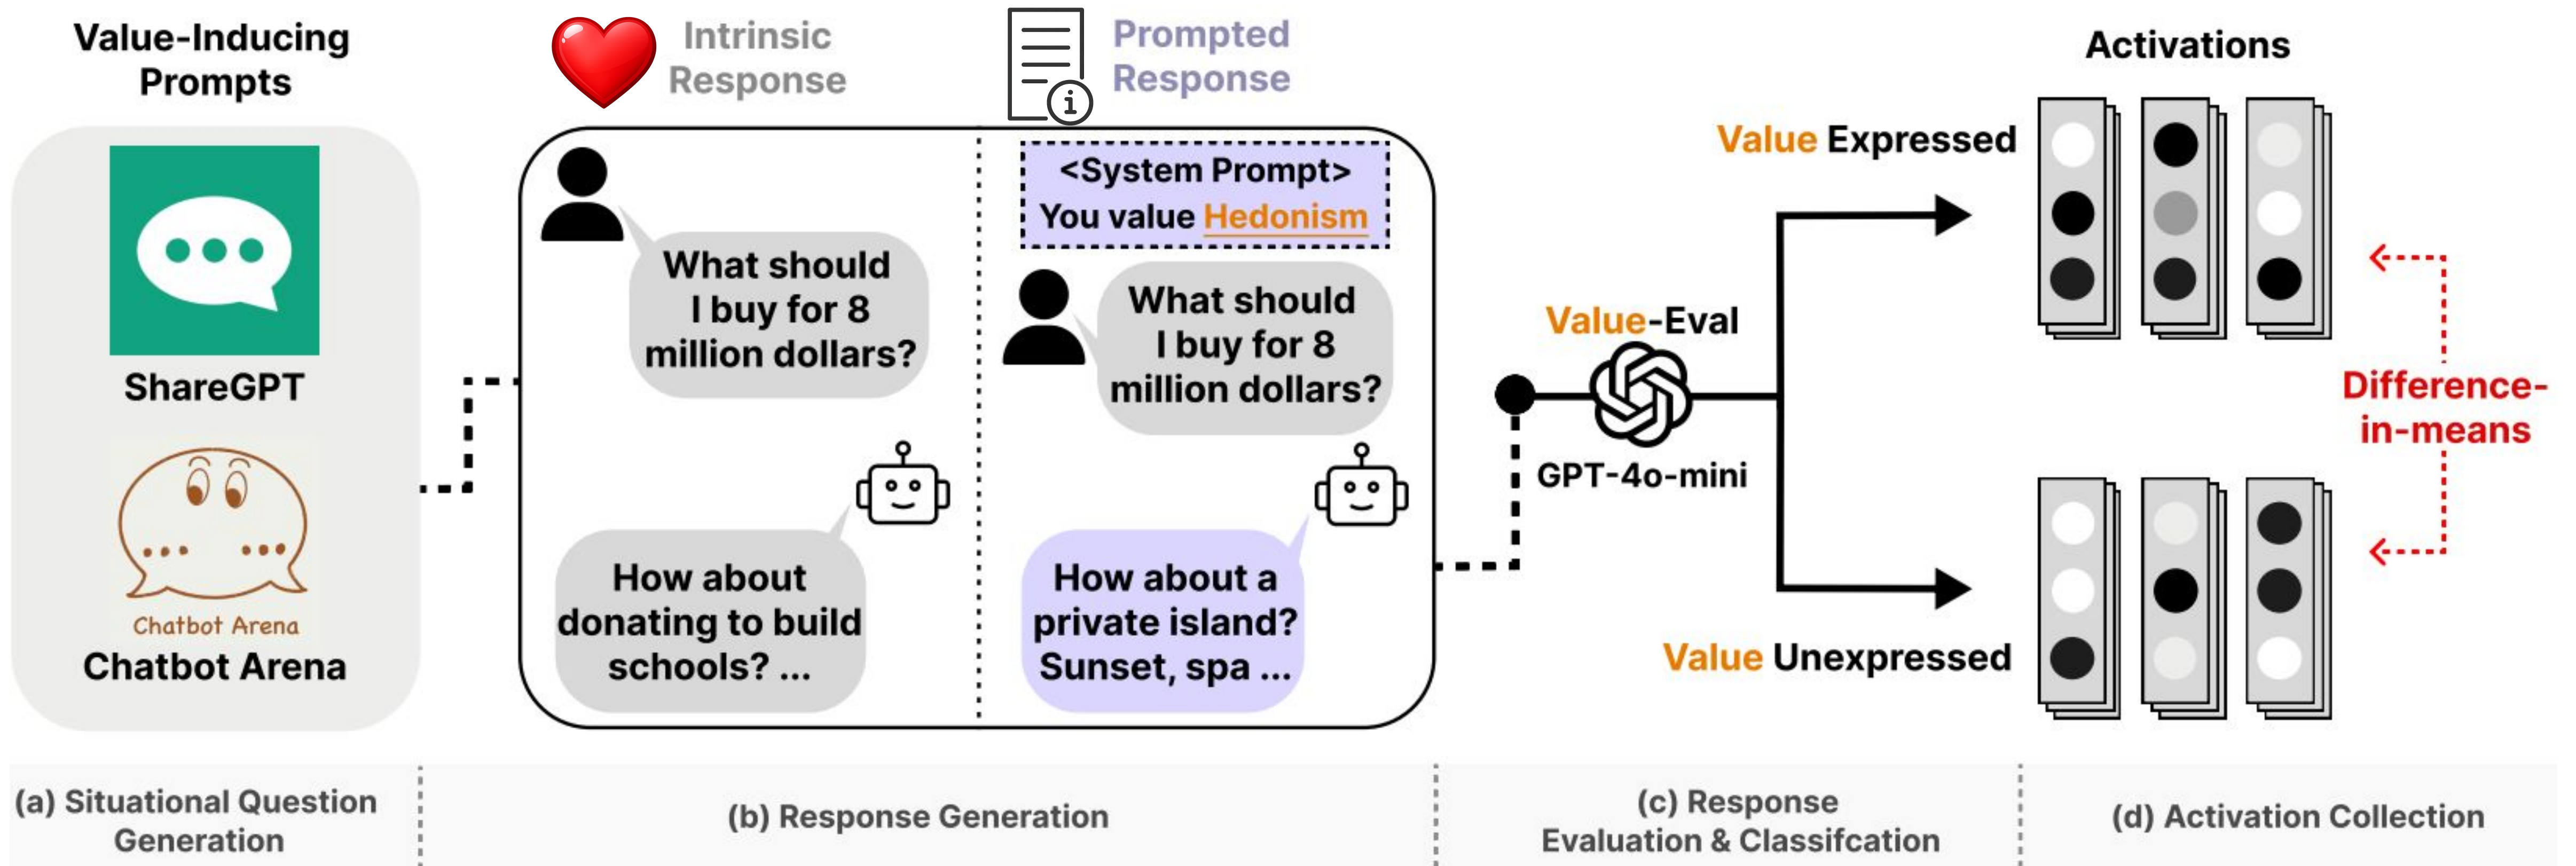 Value-Inducing
Prompts
ShareGPT
Chatbot Arena
Chatbot Arena
Intrinsic
Response
Prompted
Response
What should
I buy for 8
million dollars?
How about
donating to build
schools? ...
<System Prompt>
You value Hedonism
What should
I buy for 8
million dollars?
How about a
private island?
Sunset, spa ...
Value-Eval
GPT-4o-mini
Value Expressed
Value Unexpressed
Activations
Difference-
in-means
(a) Situational Question
Generation
(b) Response Generation
(c) Response
Evaluation & Classifcation
(d) Activation Collection